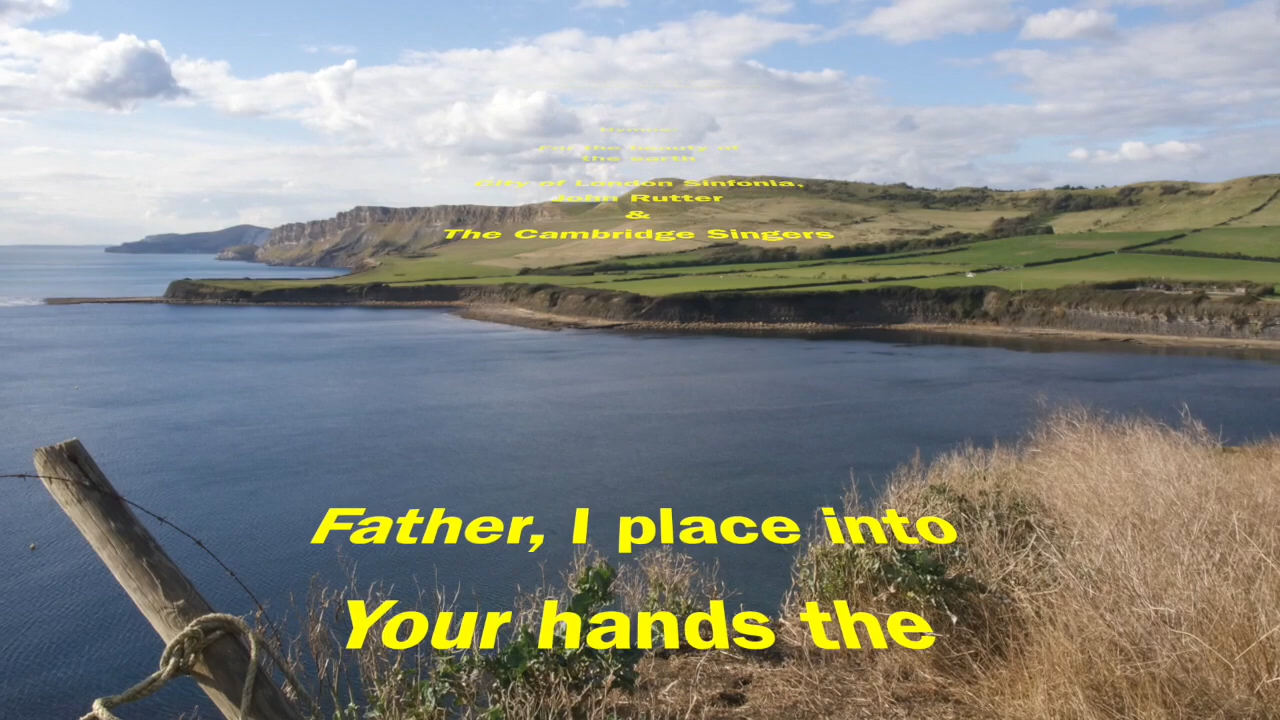 Hymns:
For the beauty of
the earth
City of London Sinfonia,
John Rutter
&
The Cambridge Singers
Father, I place into
Your hands the